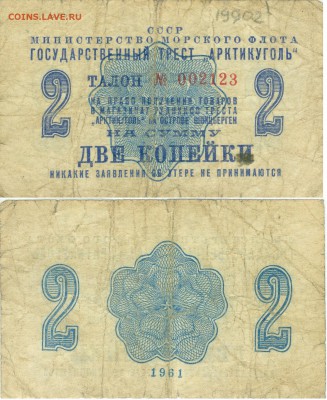 COINS.LAVE.RU
19902
СССР
МИНИСТЕРСТВО МОРСКОГО ФЛОТА
ГОСУДАРСТВЕННЫЙ ТРЕСТ „АРКТИКУГОЛЬ"
ТАЛОН № 002123
2 2
НА ПРАВО ПОЛУЧЕНИЯ ТОВАРОВ
В МАГАЗИНАХ РУДНИКОВ ТРЕСТА
„АРКТИКУГОЛЬ" НА ОСТРОВЕ ШПИЦБЕРГЕН
НА СУММУ
ДВЕ КОПЕЙКИ
НИКАКИЕ ЗАЯВЛЕНИЯ ОБ УТЕРЕ НЕ ПРИНИМАЮТСЯ
2 2
1961